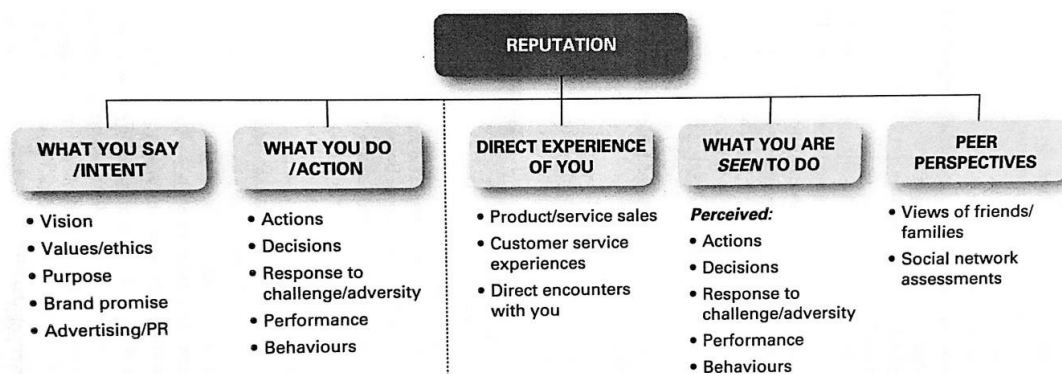 REPUTATION
WHAT YOU SAY
/INTENT
• Vision
• Values/ethics
• Purpose
• Brand promise
• Advertising/PR
WHAT YOU DO
/ACTION
• Actions
• Decisions
• Response to
challenge/adversity
• Performance
• Behaviours
DIRECT EXPERIENCE
OF YOU
• Product/service sales
• Customer service
experiences
• Direct encounters
with you
WHAT YOU ARE
SEEN TO DO
Perceived:
• Actions
• Decisions
• Response to
challenge/adversity
• Performance
• Behaviours
PEER
PERSPECTIVES
• Views of friends/
families
• Social network
assessments